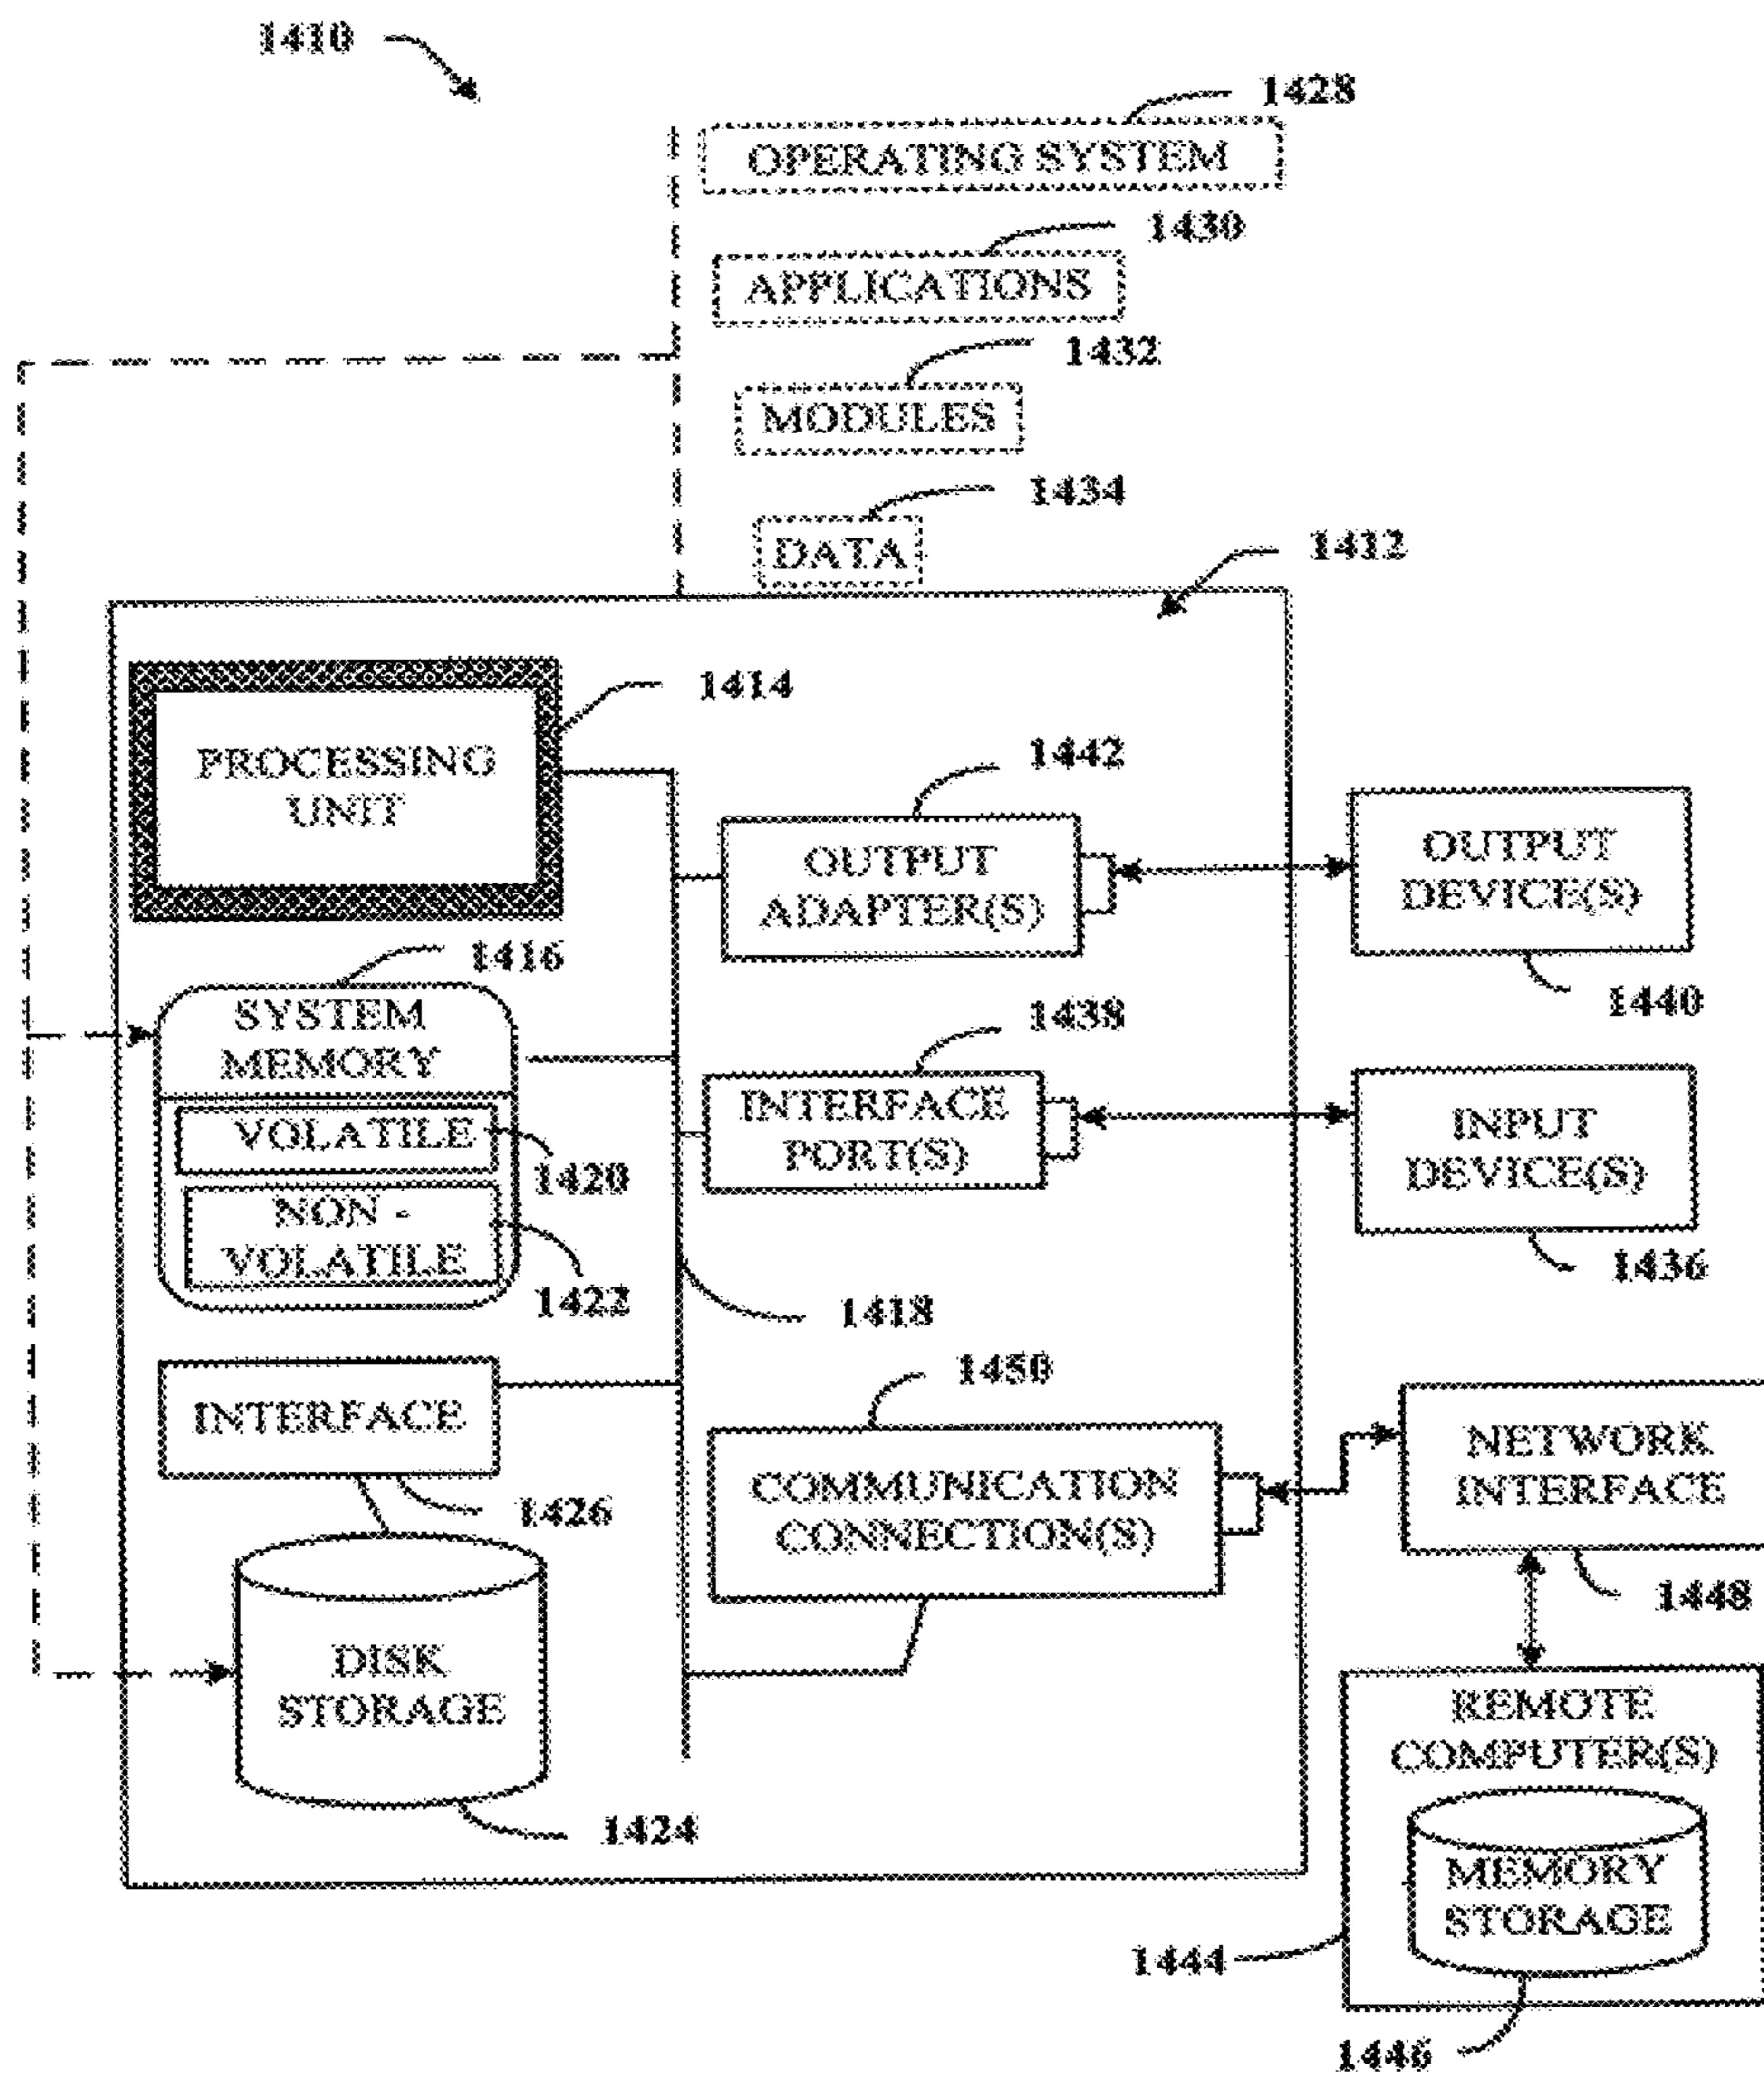 1410
1428
OPERATING SYSTEM
1430
APPLICATIONS
1432
MODULES
1434
DATA
1412
PROCESSING
UNIT
1414
1442
OUTPUT
ADAPTER(S)
OUTPUT
DEVICE(S)
1440
1416
SYSTEM
MEMORY
VOLATILE
1420
NON -
VOLATILE
1422
1438
INTERFACE
PORT(S)
INPUT
DEVICE(S)
1436
1418
INTERFACE
1426
1450
COMMUNICATION
CONNECTION(S)
NETWORK
INTERFACE
1448
DISK
STORAGE
1424
REMOTE
COMPUTER(S)
MEMORY
STORAGE
1444
1446